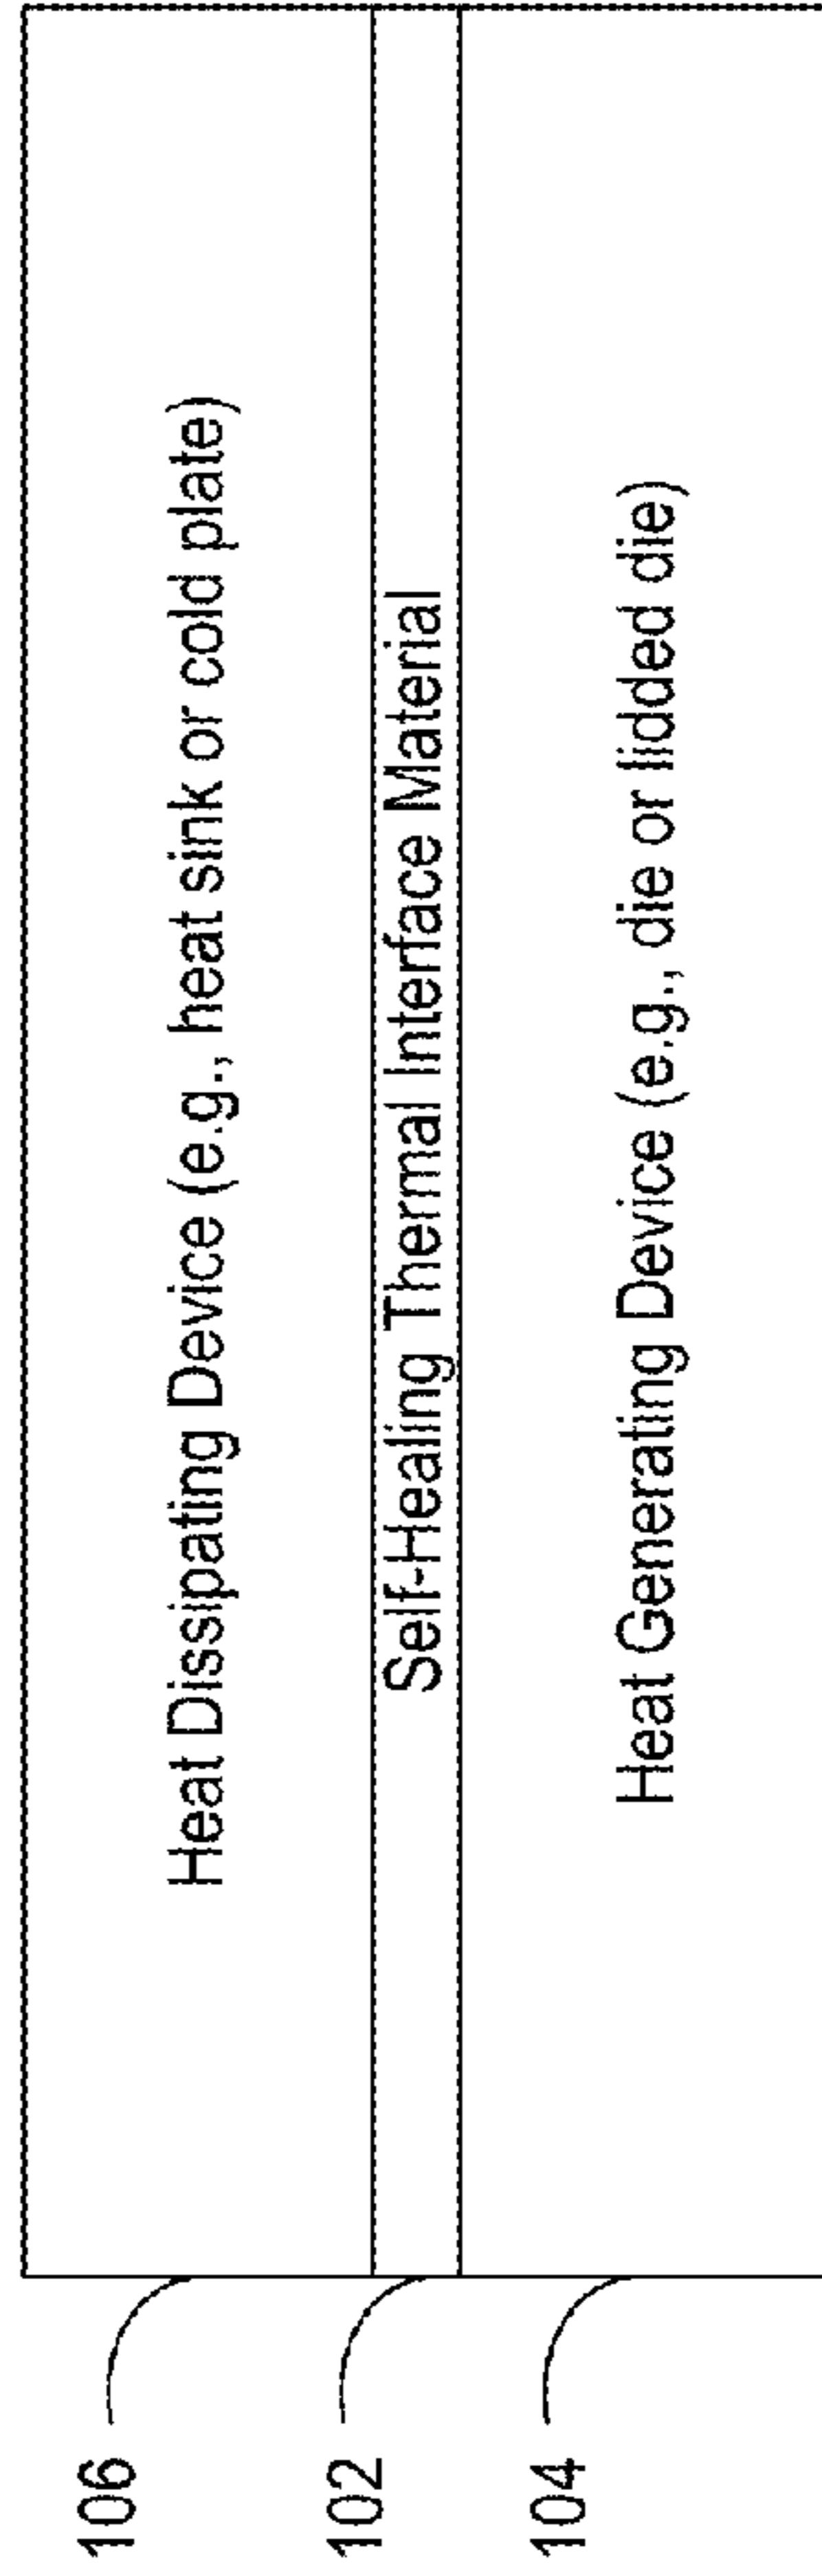 106
Heat Dissipating Device (e.g., heat sink or cold plate)
102
Self-Healing Thermal Interface Material
104
Heat Generating Device (e.g., die or lidded die)